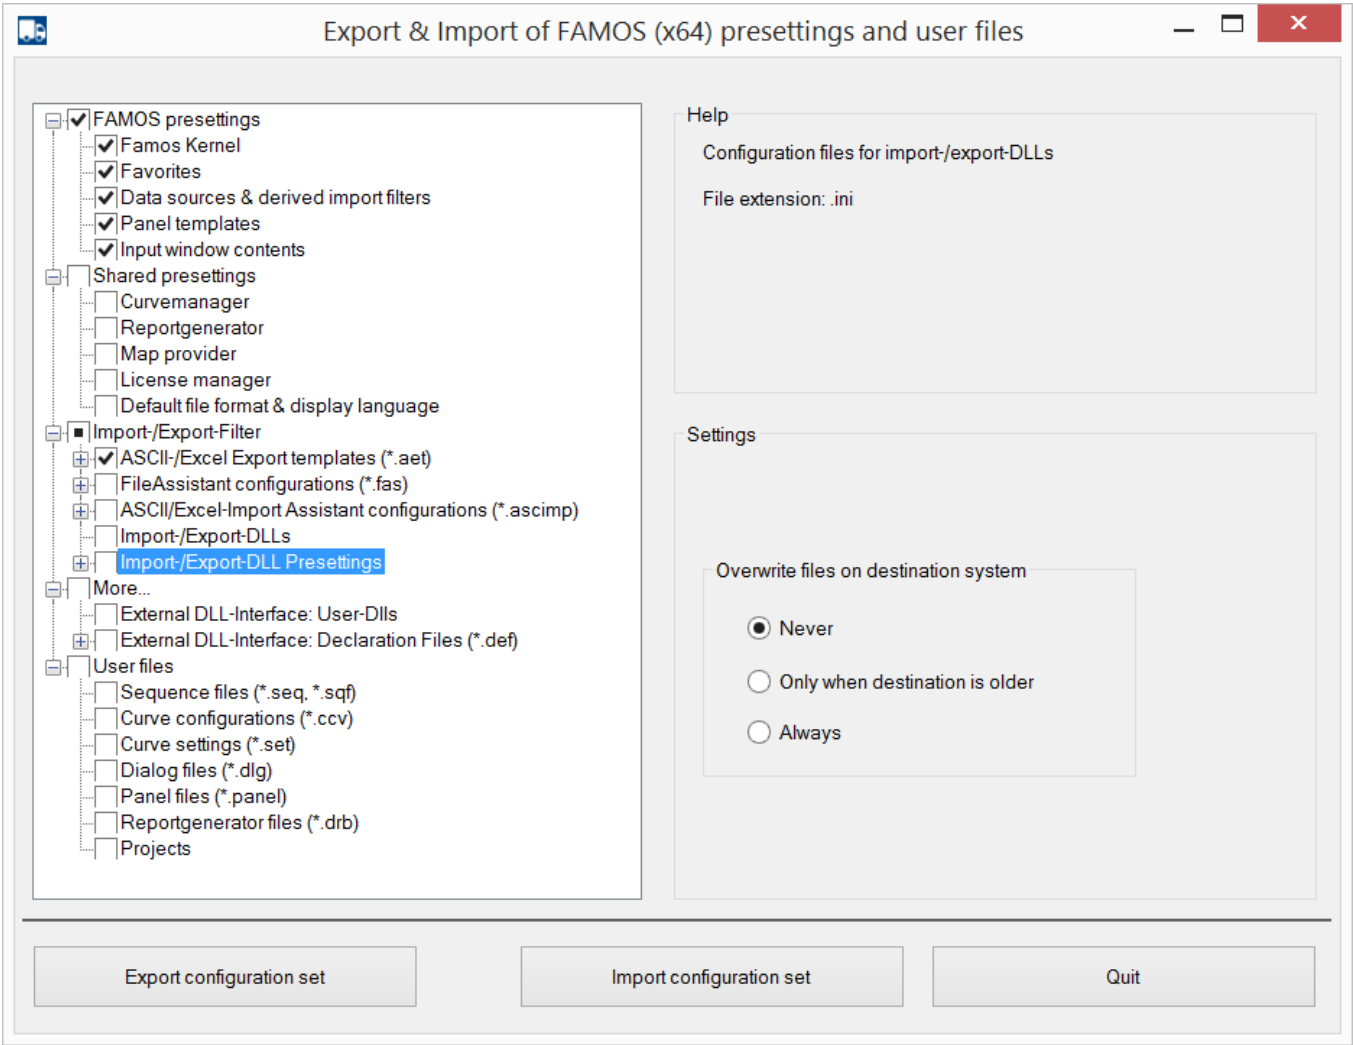 Export & Import of FAMOS (x64) presettings and user files
FAMOS presettings
Famos Kernel
Favorites
Data sources & derived import filters
Panel templates
Input window contents
Shared presettings
Curvemanager
Reportgenerator
Map provider
License manager
Default file format & display language
Import-/Export-Filter
ASCII-/Excel Export templates (*.aet)
FileAssistant configurations (*.fas)
ASCII/Excel-Import Assistant configurations (*.ascimp)
Import-/Export-DLLs
Import-/Export-DLL Presettings
More...
External DLL-Interface: User-Dlls
External DLL-Interface: Declaration Files (*.def)
User files
Sequence files (*.seq, *.sqf)
Curve configurations (*.ccv)
Curve settings (*.set)
Dialog files (*.dlg)
Panel files (*.panel)
Reportgenerator files (*.drb)
Projects
Help
Configuration files for import-/export-DLLs
File extension: .ini
Settings
Overwrite files on destination system
Never
Only when destination is older
Always
Export configuration set
Import configuration set
Quit